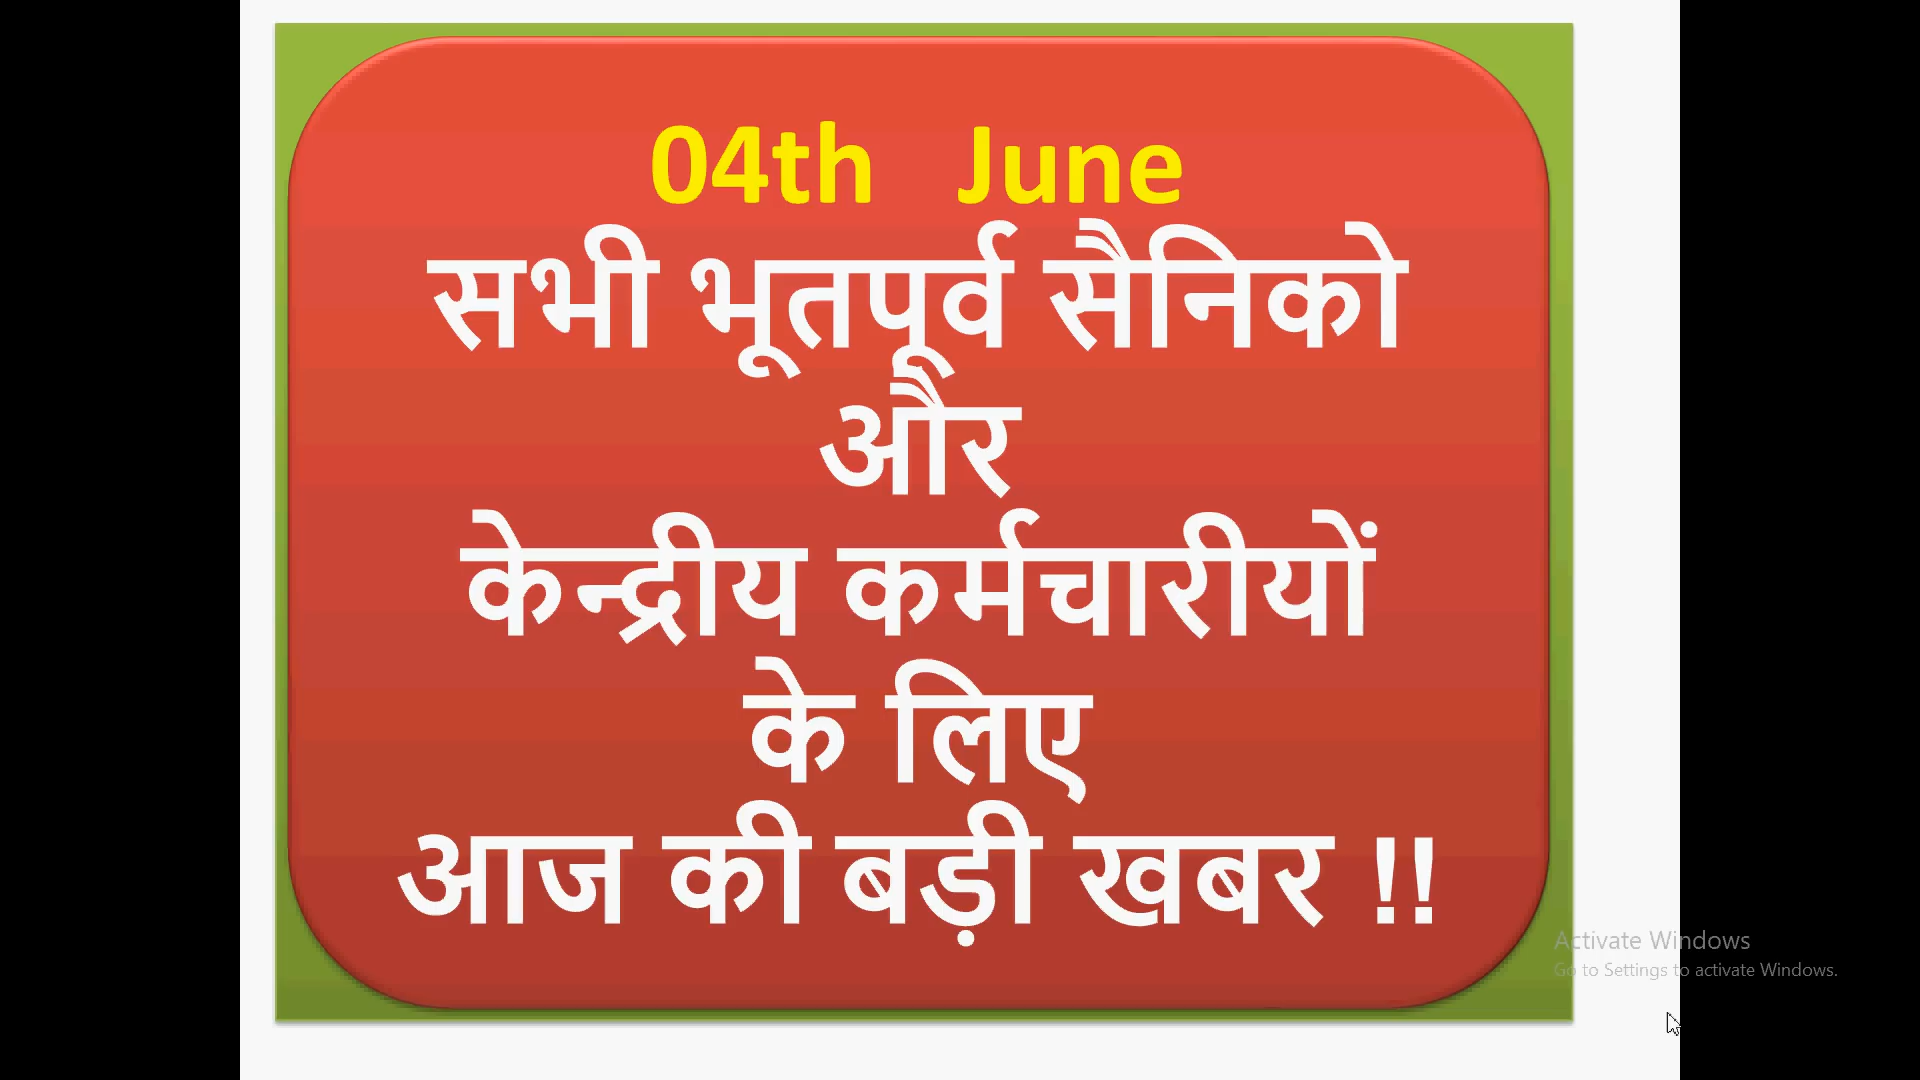 04th June
सभी भूतपूर्व सैनिको
और
केन्द्रीय कर्मचारीयों
के लिए
आज की बड़ी खबर !!
Activate Windows
Go to Settings to activate Windows.